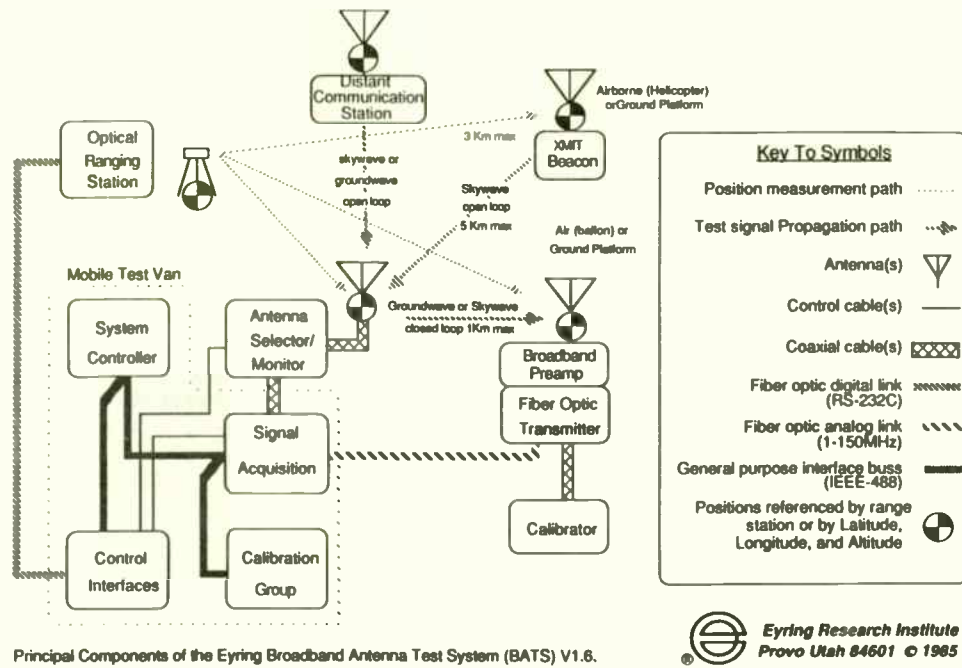 Distant
Communication
Station
Airborne (Helicopter)
orGround Platform
XMIT
Beacon
3 Km max
Optical
Ranging
Station
skywave or
groundwave
open loop
Skywave
open loop
5 Km max
Air (ballon) or
Ground Platform
Mobile Test Van
System
Controller
Antenna
Selector/
Monitor
Groundwave or Skywave
closed loop 1Km max
Broadband
Preamp
Fiber Optic
Transmitter
Signal
Acquisition
Calibrator
Control
Interfaces
Calibration
Group
Key To Symbols
Position measurement path
Test signal Propagation path
Antenna(s)
Control cable(s)
Coaxial cable(s)
Fiber optic digital link
(RS-232C)
Fiber optic analog link
(1-150MHz)
General purpose interface buss
(IEEE-488)
Positions referenced by range
station or by Latitude,
Longitude, and Altitude
Principal Components of the Eyring Broadband Antenna Test System (BATS) V1.6.
®
Eyring Research Institute
Provo Utah 84601 © 1985